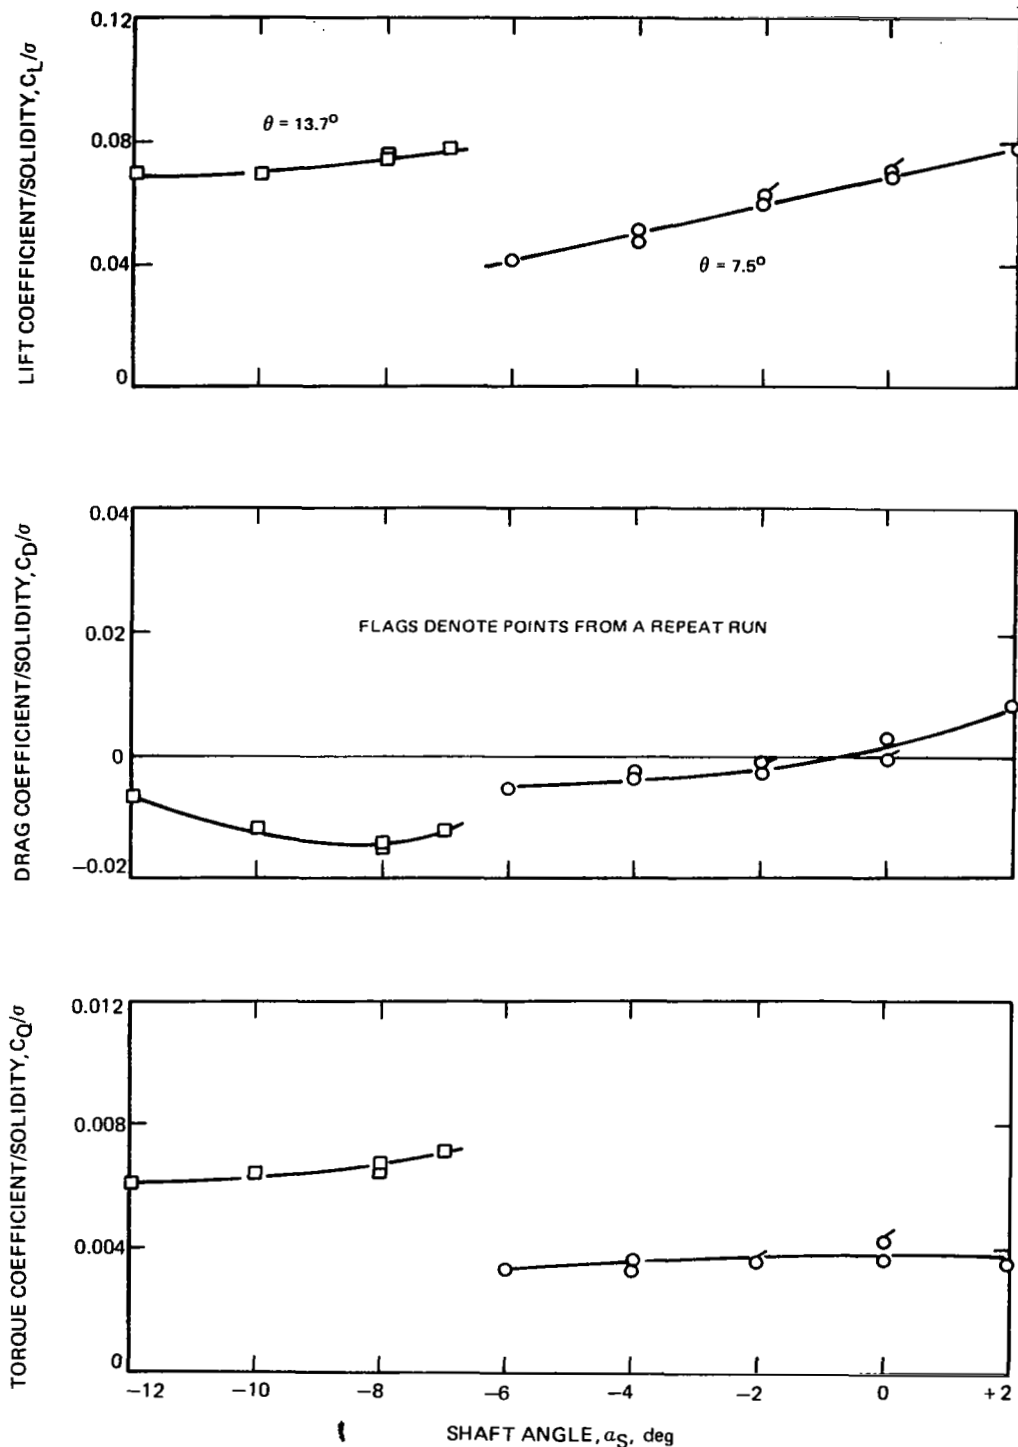 LIFT COEFFICIENT/SOLIDITY, C_L/σ
0.12
0.08
0.04
0
θ = 13.7°
θ = 7.5°
DRAG COEFFICIENT/SOLIDITY, C_D/σ
0.04
0.02
0
−0.02
FLAGS DENOTE POINTS FROM A REPEAT RUN
TORQUE COEFFICIENT/SOLIDITY, C_Q/σ
0.012
0.008
0.004
0
−12 −10 −8 −6 −4 −2 0 +2
SHAFT ANGLE, α_S, deg